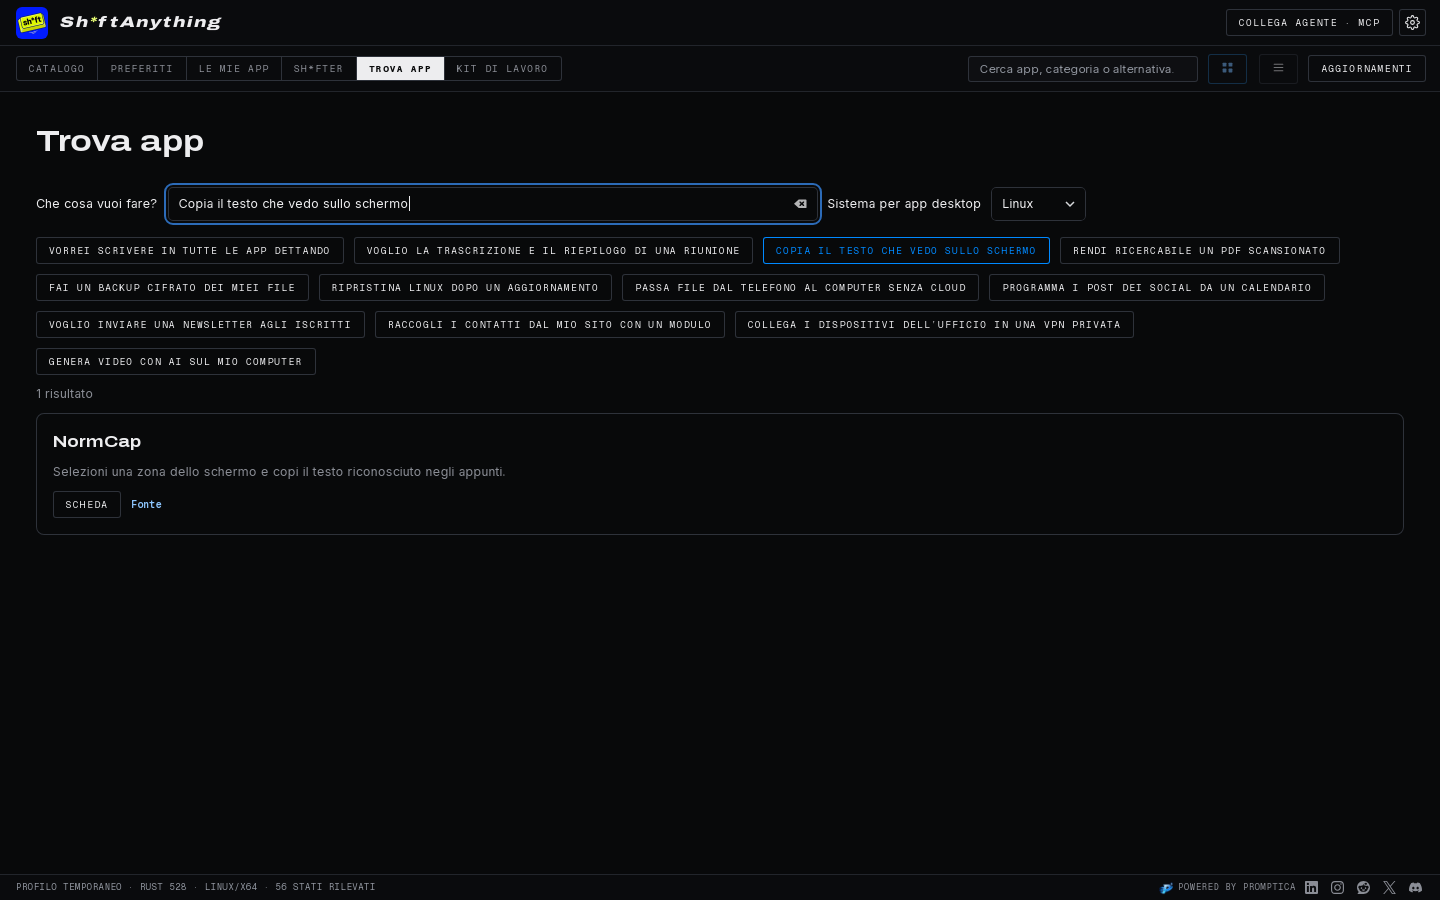 sh*ft Sh*ftAnything COLLEGA AGENTE · MCP
CATALOGO PREFERITI LE MIE APP SH*FTER TROVA APP KIT DI LAVORO Cerca app, categoria o alternativa. AGGIORNAMENTI
Trova app
Che cosa vuoi fare? Copia il testo che vedo sullo schermo Sistema per app desktop Linux
VORREI SCRIVERE IN TUTTE LE APP DETTANDO VOGLIO LA TRASCRIZIONE E IL RIEPILOGO DI UNA RIUNIONE COPIA IL TESTO CHE VEDO SULLO SCHERMO RENDI RICERCABILE UN PDF SCANSIONATO
FAI UN BACKUP CIFRATO DEI MIEI FILE RIPRISTINA LINUX DOPO UN AGGIORNAMENTO PASSA FILE DAL TELEFONO AL COMPUTER SENZA CLOUD PROGRAMMA I POST DEI SOCIAL DA UN CALENDARIO
VOGLIO INVIARE UNA NEWSLETTER AGLI ISCRITTI RACCOGLI I CONTATTI DAL MIO SITO CON UN MODULO COLLEGA I DISPOSITIVI DELL'UFFICIO IN UNA VPN PRIVATA
GENERA VIDEO CON AI SUL MIO COMPUTER
1 risultato
NormCap
Selezioni una zona dello schermo e copi il testo riconosciuto negli appunti.
SCHEDA Fonte
PROFILO TEMPORANEO · RUST 528 · LINUX/X64 · 56 STATI RILEVATI POWERED BY PROMPTICA